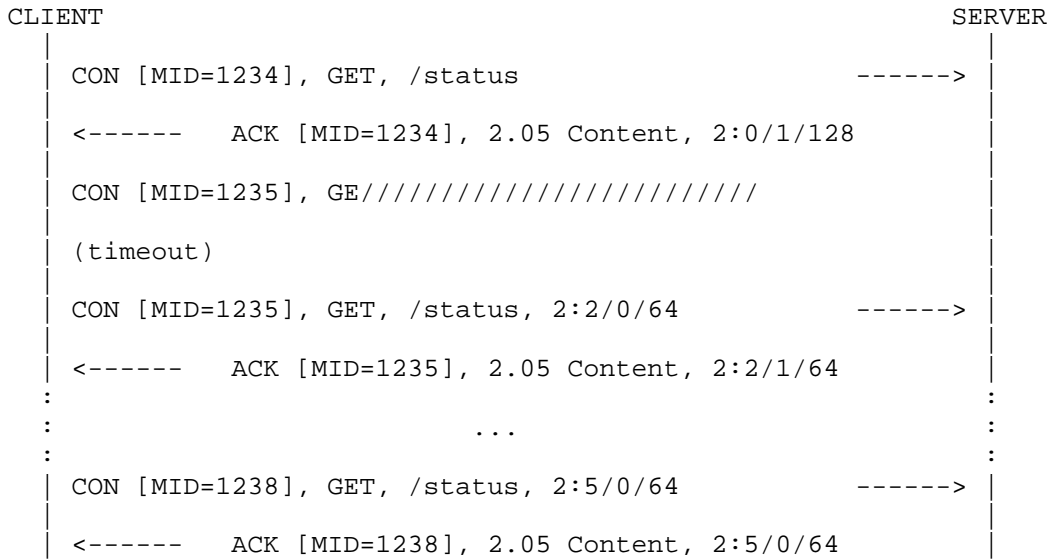 CLIENT                                                     SERVER
  |                                                          |
  | CON [MID=1234], GET, /status                     ------> |
  |                                                          |
  | <------   ACK [MID=1234], 2.05 Content, 2:0/1/128        |
  |                                                          |
  | CON [MID=1235], GE/////////////////////////              |
  |                                                          |
  | (timeout)                                                |
  |                                                          |
  | CON [MID=1235], GET, /status, 2:2/0/64           ------> |
  |                                                          |
  | <------   ACK [MID=1235], 2.05 Content, 2:2/1/64         |
  :                                                          :
  :                          ...                             :
  :                                                          :
  | CON [MID=1238], GET, /status, 2:5/0/64           ------> |
  |                                                          |
  | <------   ACK [MID=1238], 2.05 Content, 2:5/0/64         |